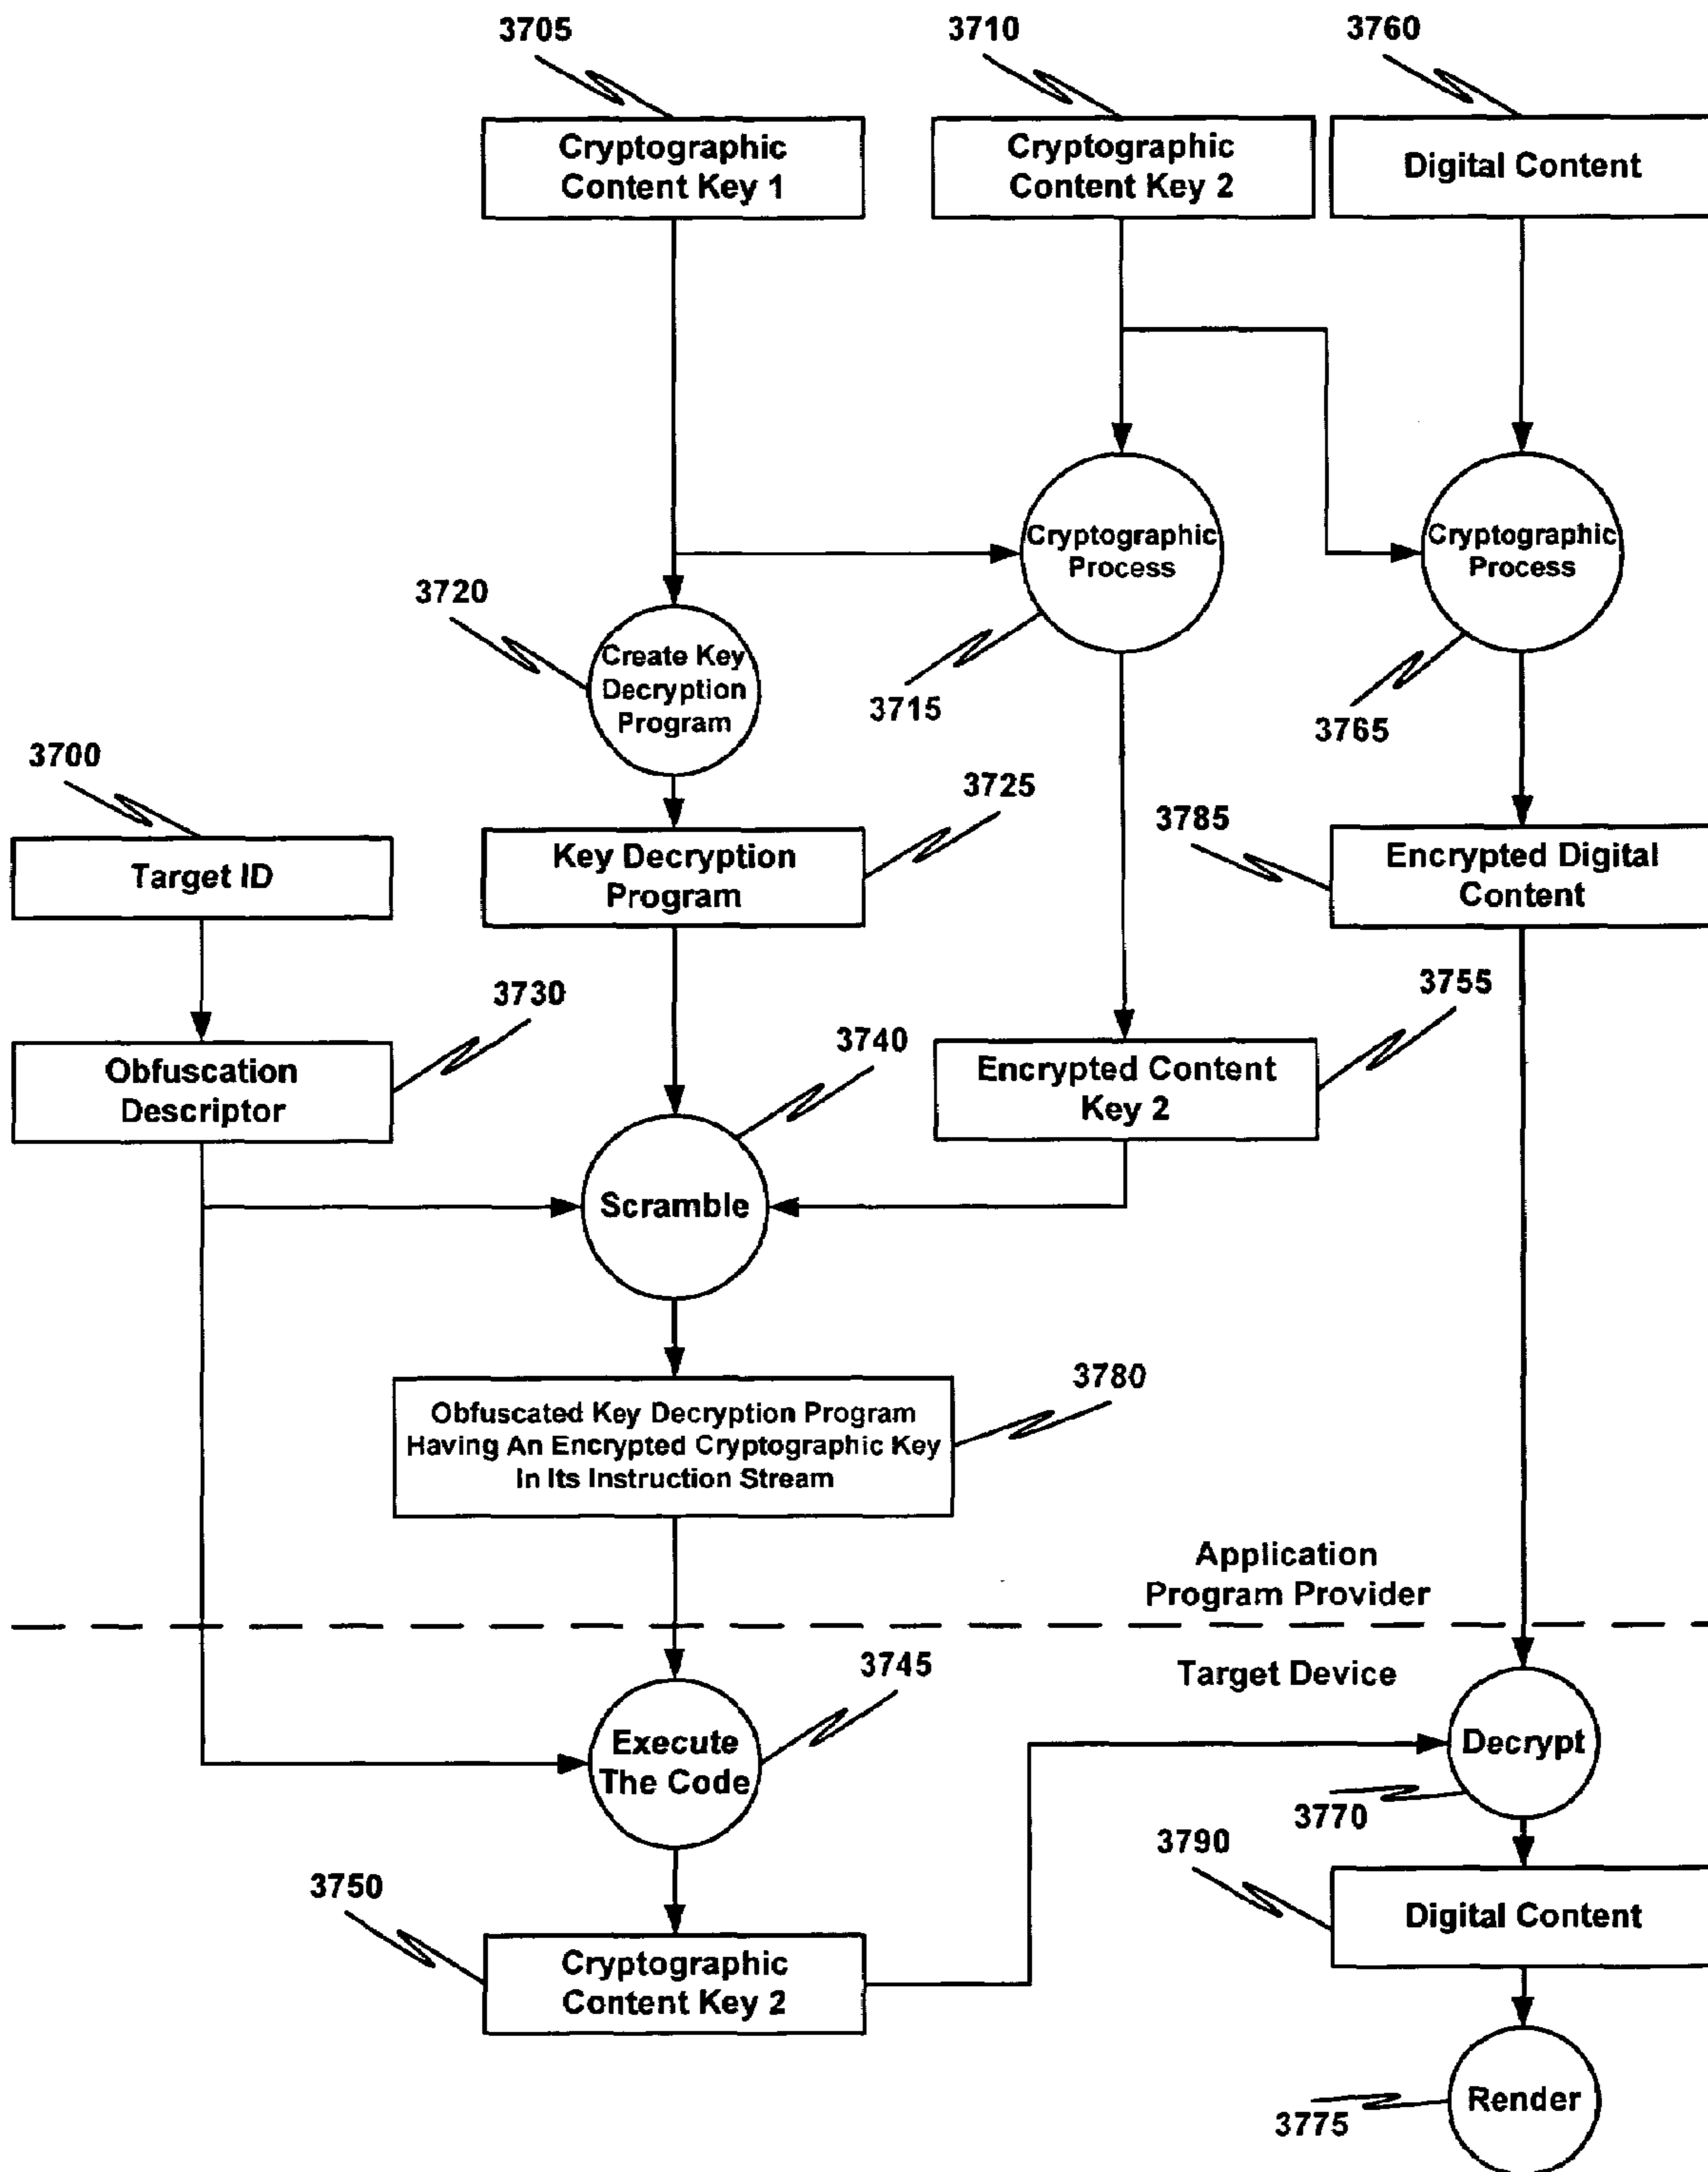 3705
3710
3760
Cryptographic
Content Key 1
Cryptographic
Content Key 2
Digital Content
Cryptographic
Process
Cryptographic
Process
3720
Create Key
Decryption
Program
3715
3765
3700
3725
3785
Target ID
Key Decryption
Program
Encrypted Digital
Content
3730
3755
Obfuscation
Descriptor
3740
Encrypted Content
Key 2
Scramble
3780
Obfuscated Key Decryption Program
Having An Encrypted Cryptographic Key
In Its Instruction Stream
Application
Program Provider
3745
Target Device
Execute
The Code
Decrypt
3770
3790
3750
Digital Content
Cryptographic
Content Key 2
Render
3775